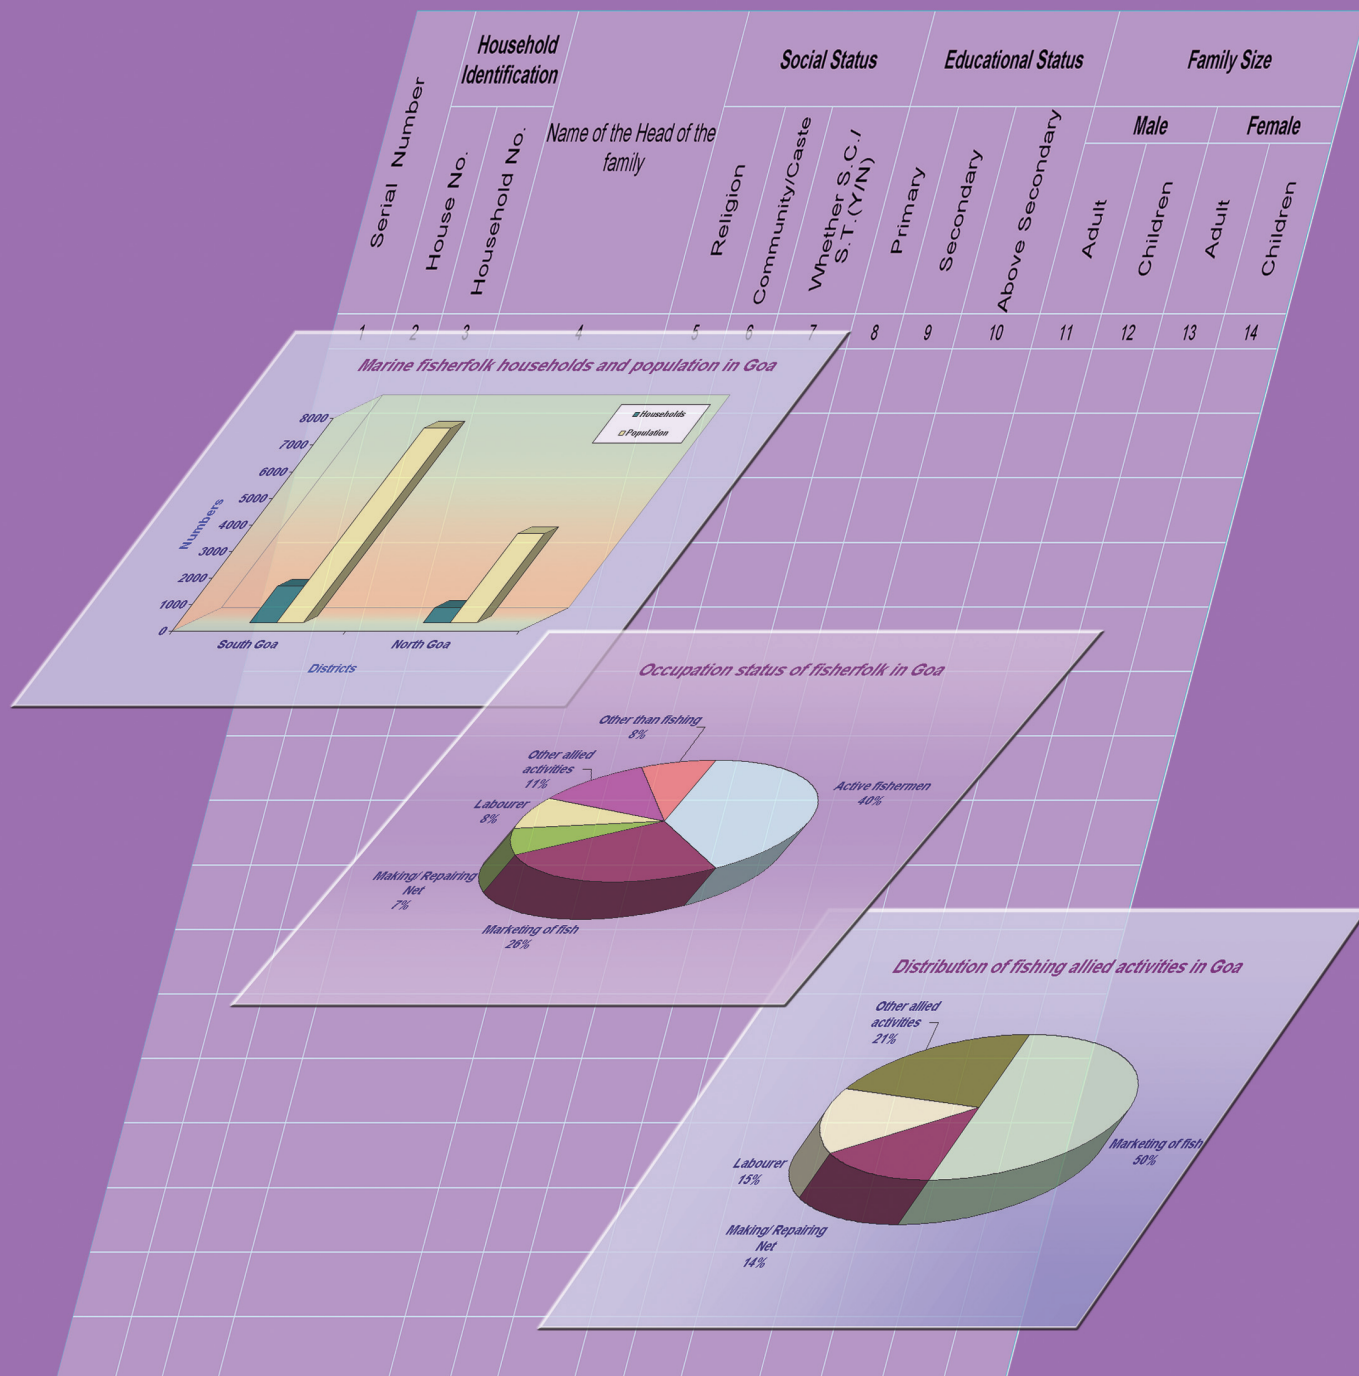 Household
Identification
Social Status
Educational Status
Family Size
Serial Number
House No.
Household No.
Name of the Head of the
family
Religion
Community/Caste
Whether S.C./
S.T.(Y/N)
Primary
Secondary
Above Secondary
Male
Female
Adult
Children
Adult
Children
1 2 3 4 5 6 7 8 9 10 11 12 13 14
Marine fisherfolk households and population in Goa
Households
Population
8000
7000
6000
5000
4000
3000
2000
1000
0
Numbers
South Goa
North Goa
Districts
Occupation status of fisherfolk in Goa
Other than fishing
8%
Other allied
activities
11%
Active fishermen
40%
Labourer
8%
Making/ Repairing
Net
7%
Marketing of fish
26%
Distribution of fishing allied activities in Goa
Other allied
activities
21%
Marketing of fish
50%
Labourer
15%
Making/ Repairing
Net
14%